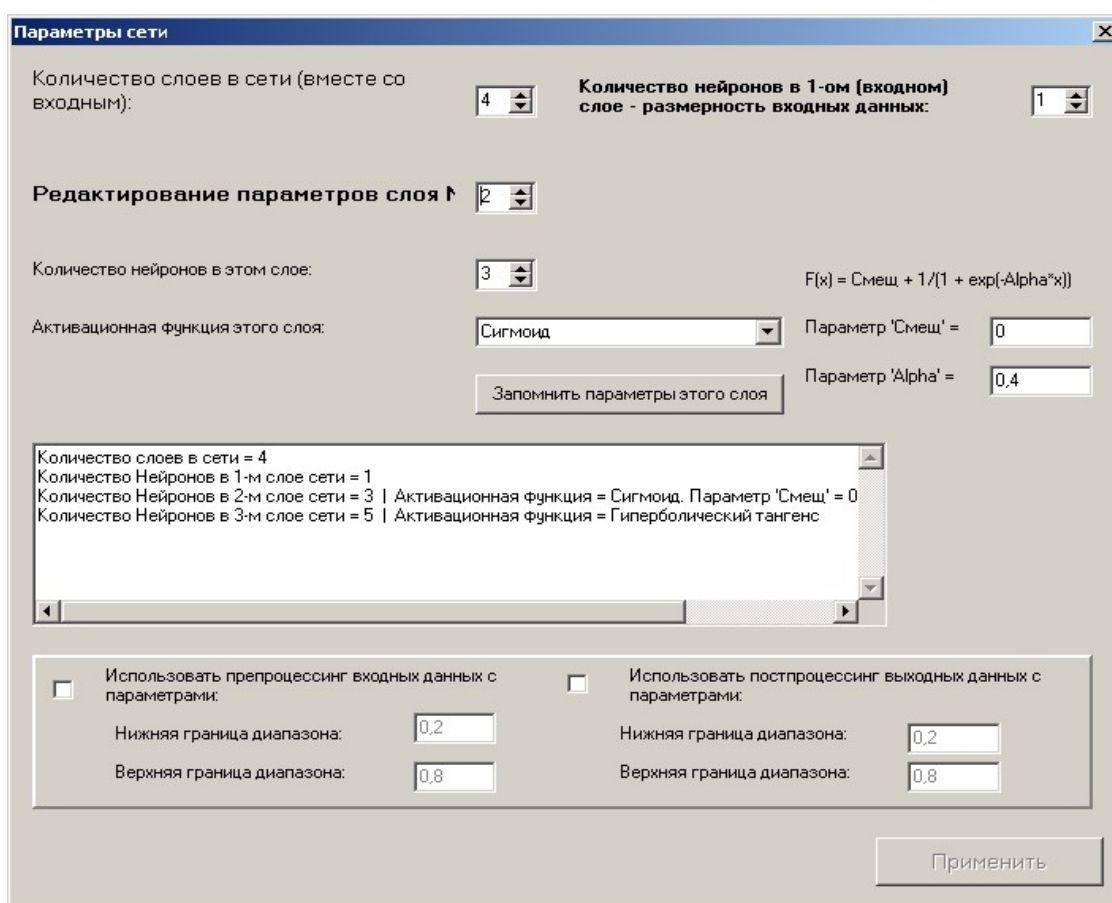 Параметры сети
Количество слоев в сети (вместе со
входным):
4
Количество нейронов в 1-ом (входном)
слое - размерность входных данных:
1
Редактирование параметров слоя
2
Количество нейронов в этом слое:
3
F(x) = Смещ + 1/(1 + exp(-Alpha*x))
Активационная функция этого слоя:
Сигмоид
Параметр 'Смещ' =
0
Запомнить параметры этого слоя
Параметр 'Alpha' =
0,4
Количество слоев в сети = 4
Количество Нейронов в 1-м слое сети = 1
Количество Нейронов в 2-м слое сети = 3 | Активационная функция = Сигмоид. Параметр 'Смещ' = 0
Количество Нейронов в 3-м слое сети = 5 | Активационная функция = Гиперболический тангенс
Использовать препроцессинг входных данных с
параметрами:
Нижняя граница диапазона:
0,2
Верхняя граница диапазона:
0,8
Использовать постпроцессинг выходных данных с
параметрами:
Нижняя граница диапазона:
0,2
Верхняя граница диапазона:
0,8
Применить